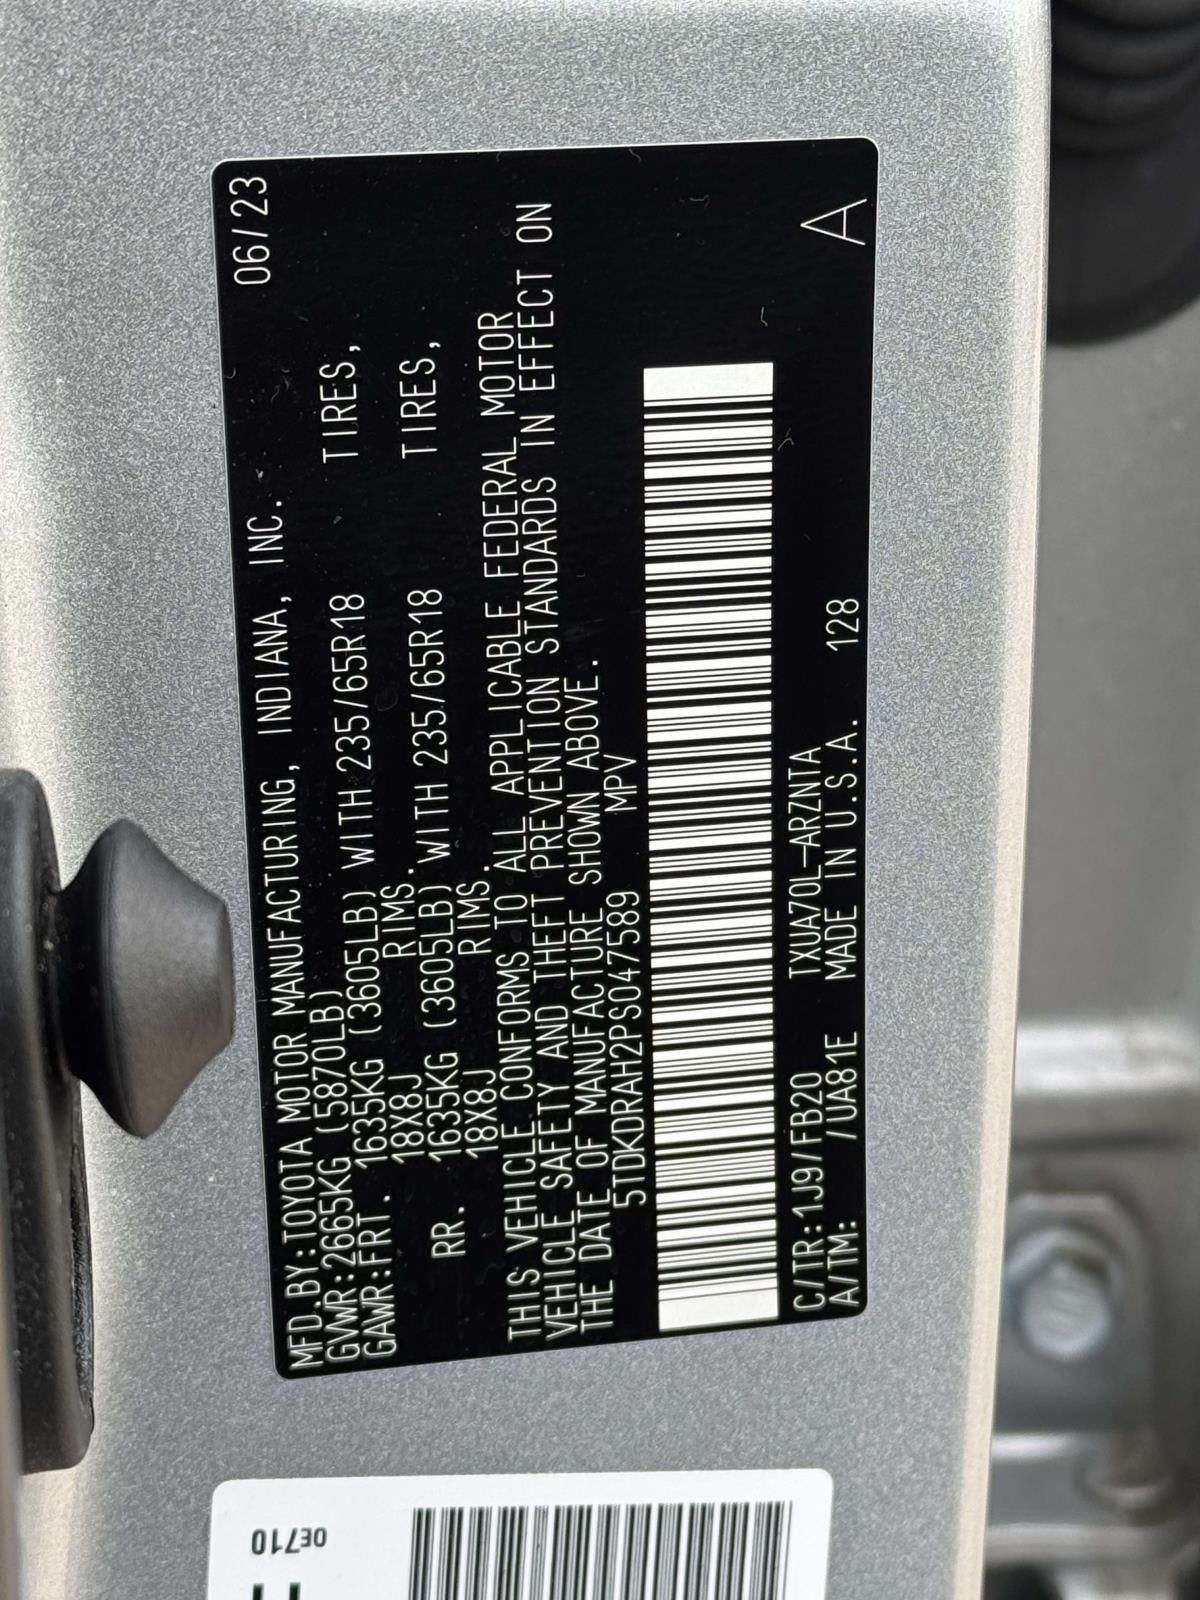 MFD.BY:TOYOTA MOTOR MANUFACTURING, INDIANA, INC. 06/23
GVWR:2665KG (5870LB)
GAWR:FRT. 1635KG (3605LB) WITH 235/65R18 TIRES,
18X8J RIMS.
RR. 1635KG (3605LB) WITH 235/65R18 TIRES,
18X8J RIMS.
THIS VEHICLE CONFORMS TO ALL APPLICABLE FEDERAL MOTOR
VEHICLE SAFETY AND THEFT PREVENTION STANDARDS IN EFFECT ON
THE DATE OF MANUFACTURE SHOWN ABOVE.
5TDKDRAH2PS047589 MPV
C/TR:1J9/FB20 TXUA70L-ARZNTA
A/TM: /UA81E MADE IN U.S.A. 128 A
0E710